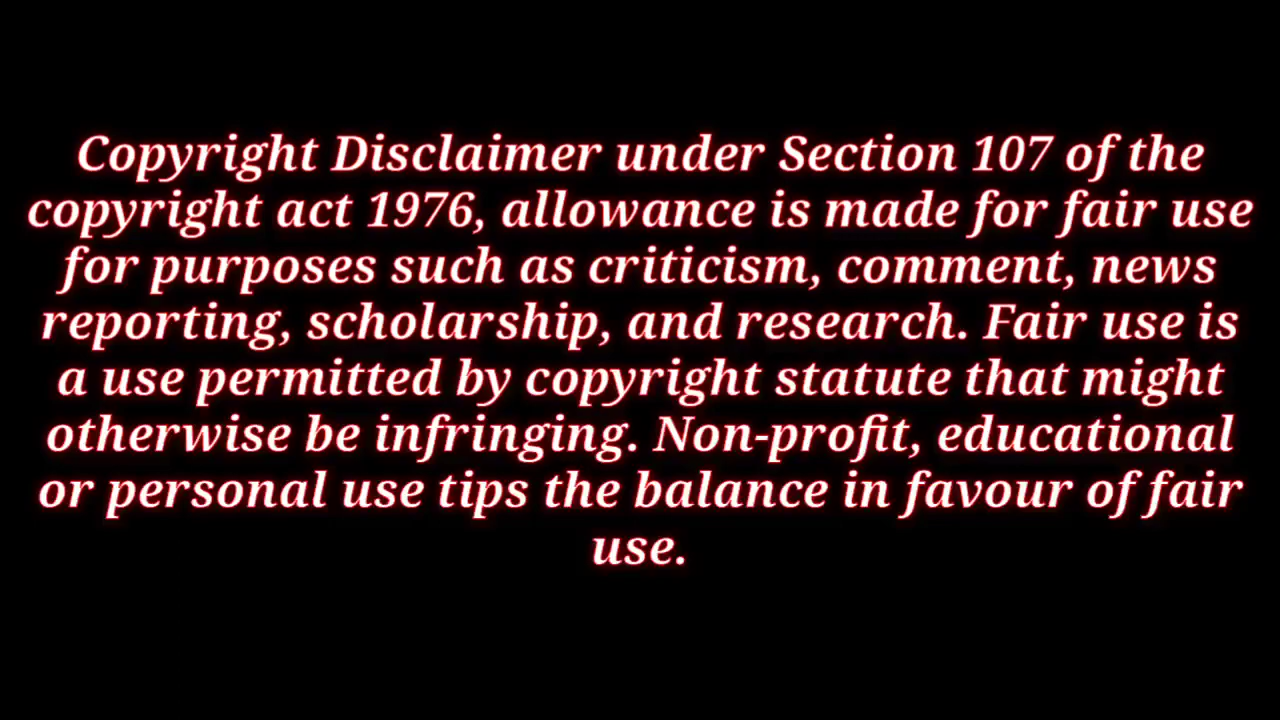 Copyright Disclaimer under Section 107 of the
copyright act 1976, allowance is made for fair use
for purposes such as criticism, comment, news
reporting, scholarship, and research. Fair use is
a use permitted by copyright statute that might
otherwise be infringing. Non-profit, educational
or personal use tips the balance in favour of fair
use.